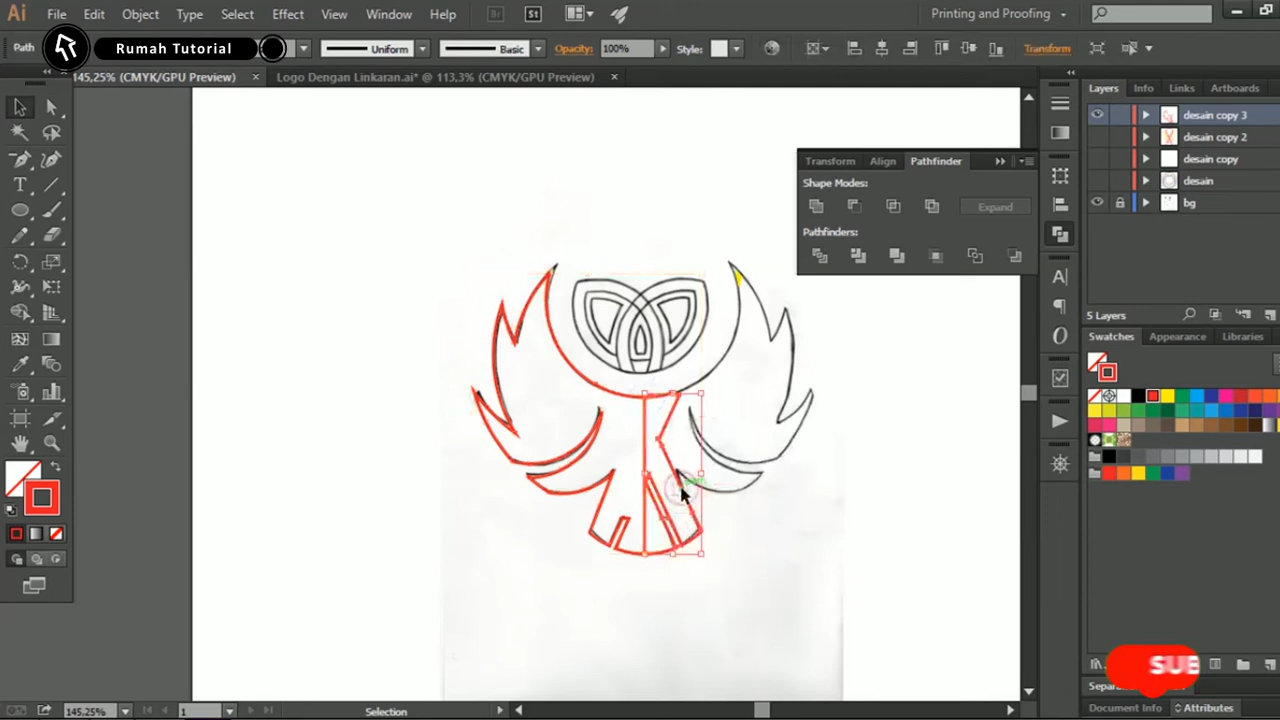 Ai File Edit Object Type Select Effect View Window Help Br St Printing and Proofing
Path Rumah Tutorial Uniform Basic Opacity: 100% Style: Transform
145,25% (CMYK/GPU Preview) × Logo Dengan Linkaran.ai* @ 113,3% (CMYK/GPU Preview) ×
Layers Info Links Artboards
desain copy 3
desain copy 2
desain copy
desain
bg
Transform Align Pathfinder
Shape Modes:
Expand
Pathfinders:
5 Layers
Swatches Appearance Libraries
SUB
Document Info Attributes
145,25% 1 Selection